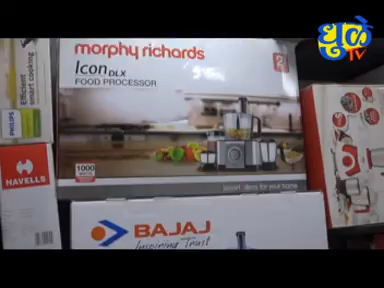 धुळे
TV
morphy richards
Icon DLX
FOOD PROCESSOR
2
1000
smart ideas for your home
Efficient
smart cooking
PHILIPS
HAVELLS
BAJAJ
Inspiring Trust